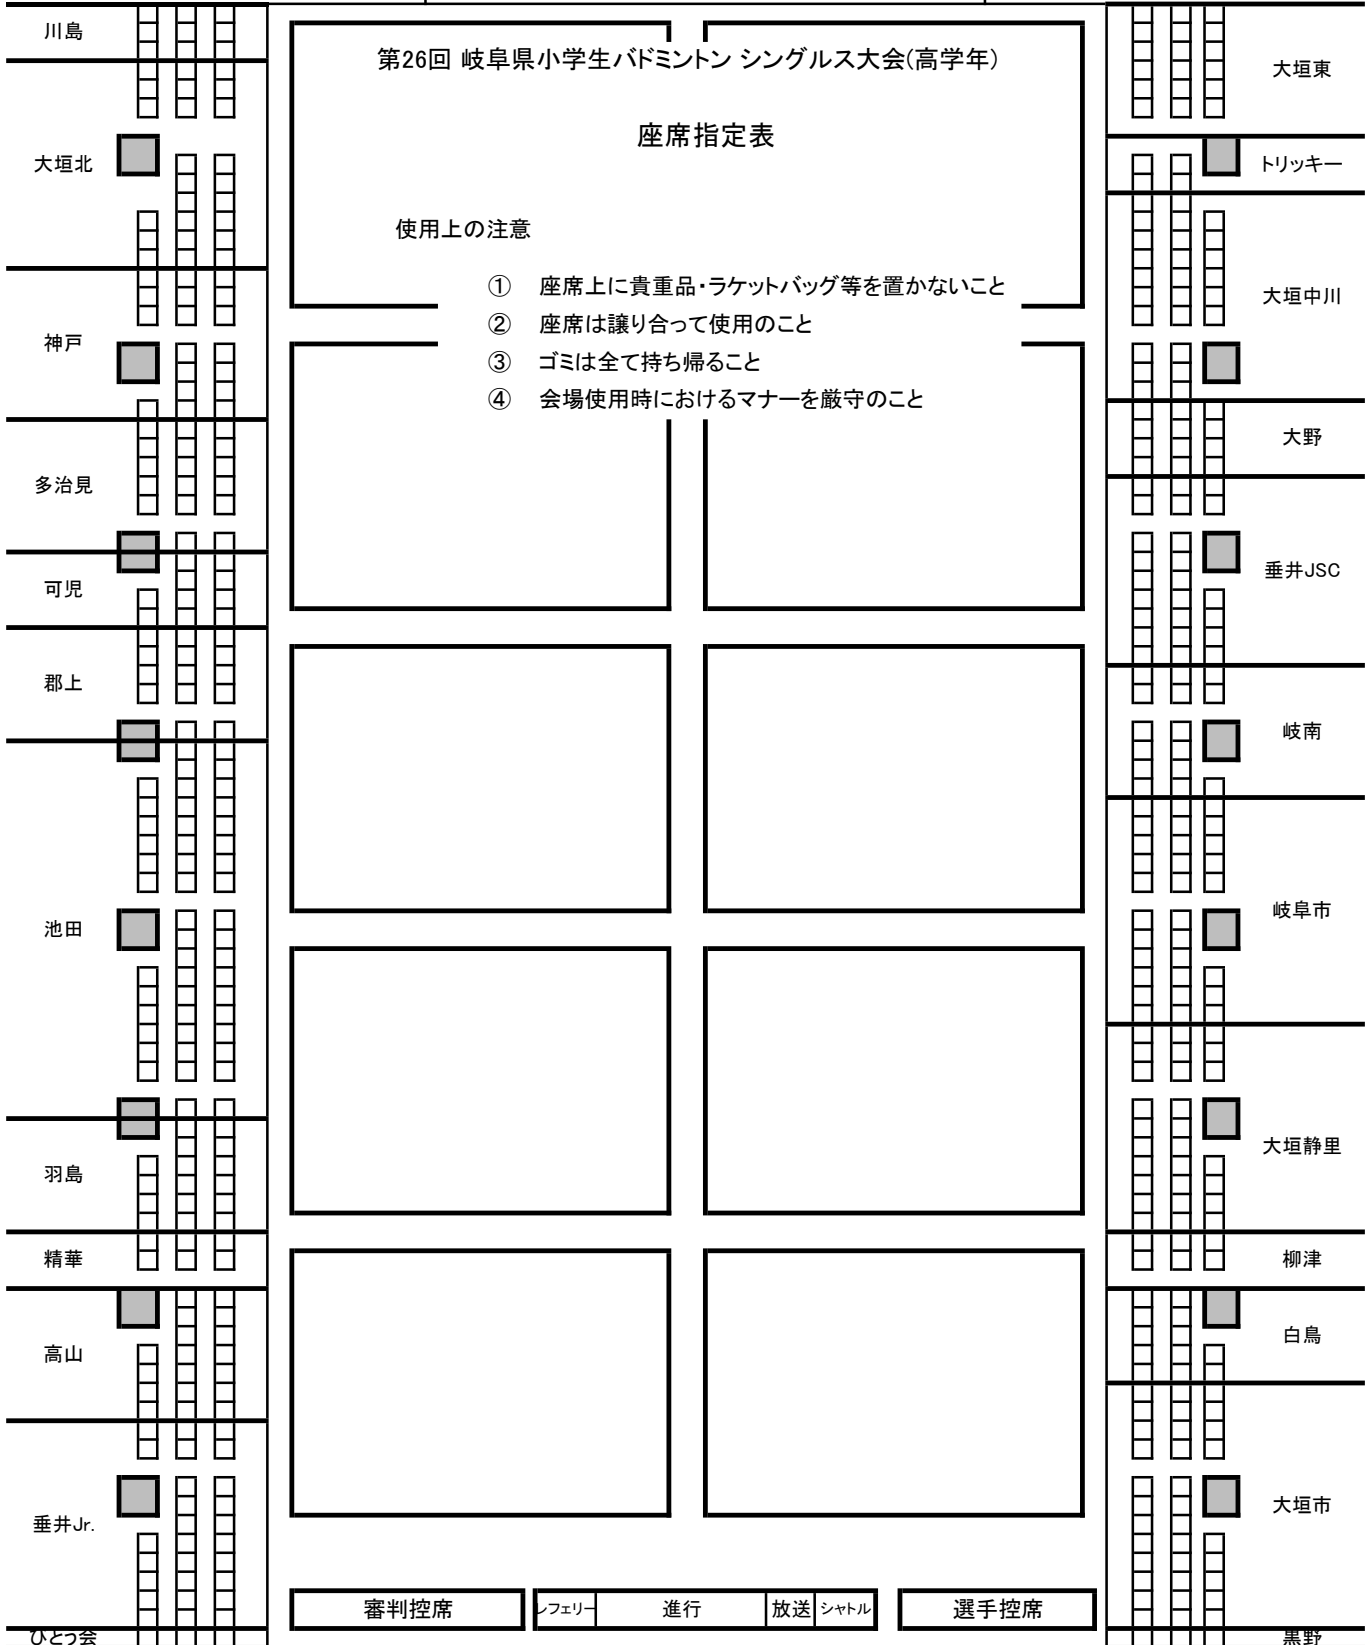 第26回 岐阜県小学生バドミントン シングルス大会(高学年)
座席指定表
使用上の注意
① 座席上に貴重品・ラケットバッグ等を置かないこと
② 座席は譲り合って使用のこと
③ ゴミは全て持ち帰ること
④ 会場使用時におけるマナーを厳守のこと
川島
大垣北
神戸
多治見
可児
郡上
池田
羽島
精華
高山
垂井Jr.
ひとつ会
大垣東
トリッキー
大垣中川
大野
垂井JSC
岐南
岐阜市
大垣静里
柳津
白鳥
大垣市
黒野
審判控席
レフェリー 進行 放送 シャトル
選手控席